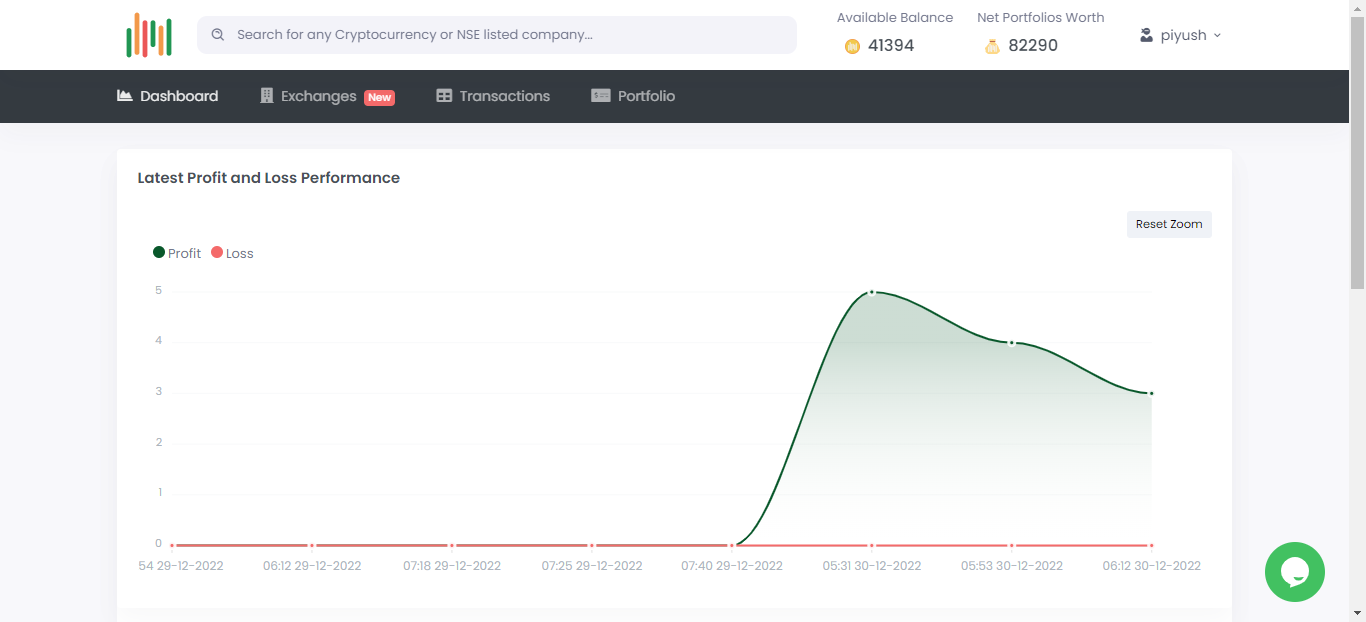 Search for any Cryptocurrency or NSE listed company...
Available Balance
41394
Net Portfolios Worth
82290
piyush
Dashboard
Exchanges New
Transactions
Portfolio
Latest Profit and Loss Performance
Reset Zoom
Profit Loss
5
4
3
2
1
0
54 29-12-2022 06:12 29-12-2022 07:18 29-12-2022 07:25 29-12-2022 07:40 29-12-2022 05:31 30-12-2022 05:53 30-12-2022 06:12 30-12-2022